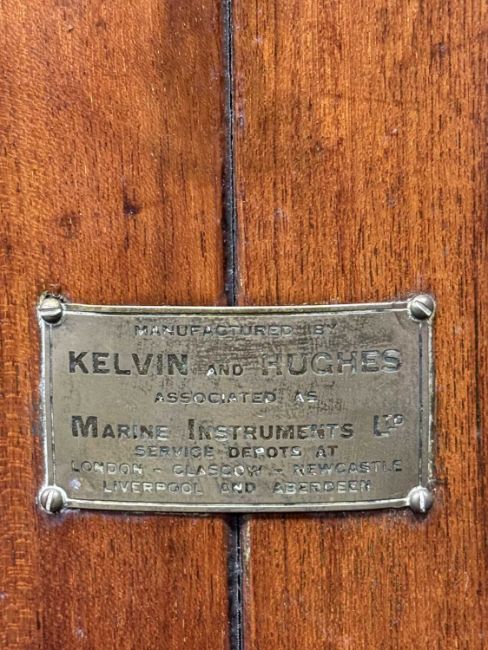 MANUFACTURED BY
KELVIN AND HUGHES
ASSOCIATED AS
MARINE INSTRUMENTS LTD
SERVICE DEPOTS AT
LONDON - GLASGOW - NEWCASTLE
LIVERPOOL AND ABERDEEN